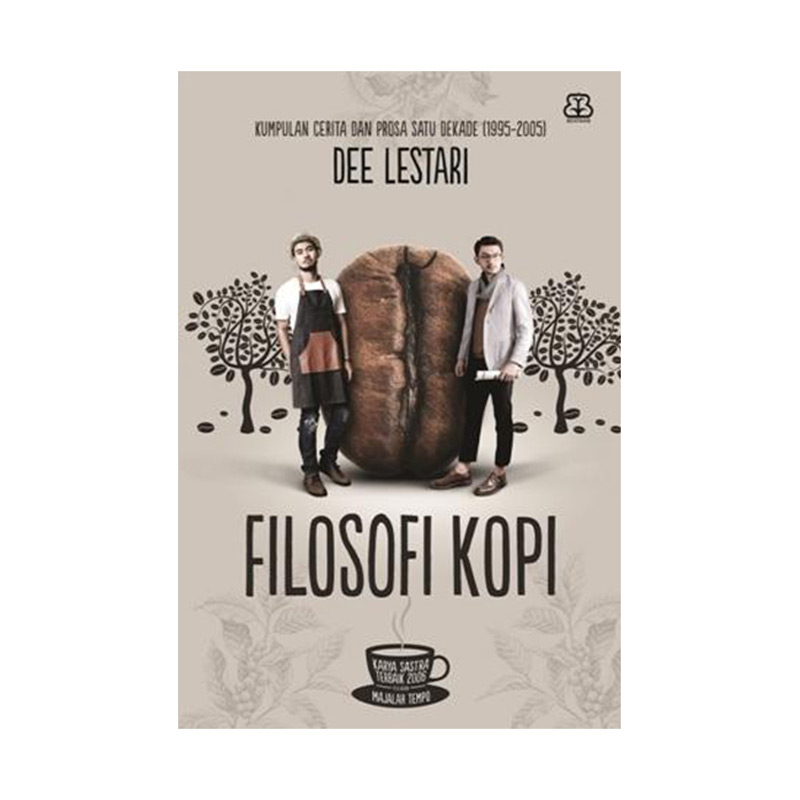 KUMPULAN CERITA DAN PROSA SATU DEKADE (1995-2005)
DEE LESTARI
FILOSOFI KOPI
KARYA SASTRA
TERBAIK 2006
MAJALAH TEMPO